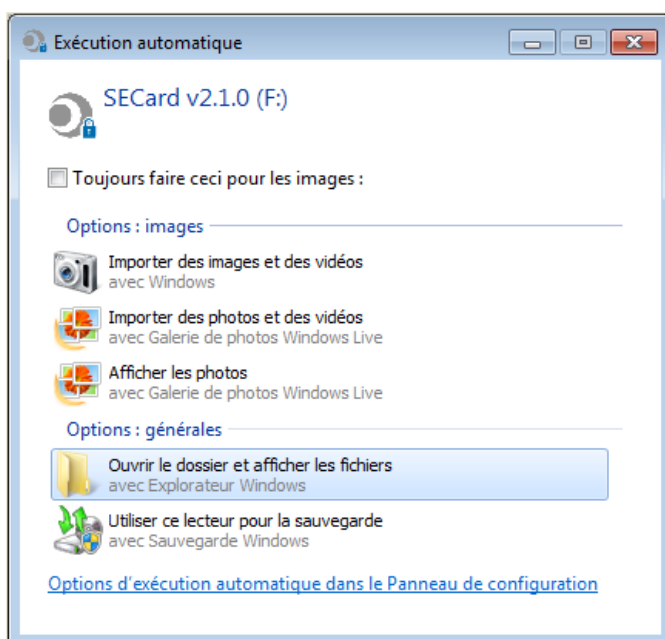 Exécution automatique
SECard v2.1.0 (F:)
Toujours faire ceci pour les images :
Options : images
Importer des images et des vidéos
avec Windows
Importer des photos et des vidéos
avec Galerie de photos Windows Live
Afficher les photos
avec Galerie de photos Windows Live
Options : générales
Ouvrir le dossier et afficher les fichiers
avec Explorateur Windows
Utiliser ce lecteur pour la sauvegarde
avec Sauvegarde Windows
Options d'exécution automatique dans le Panneau de configuration